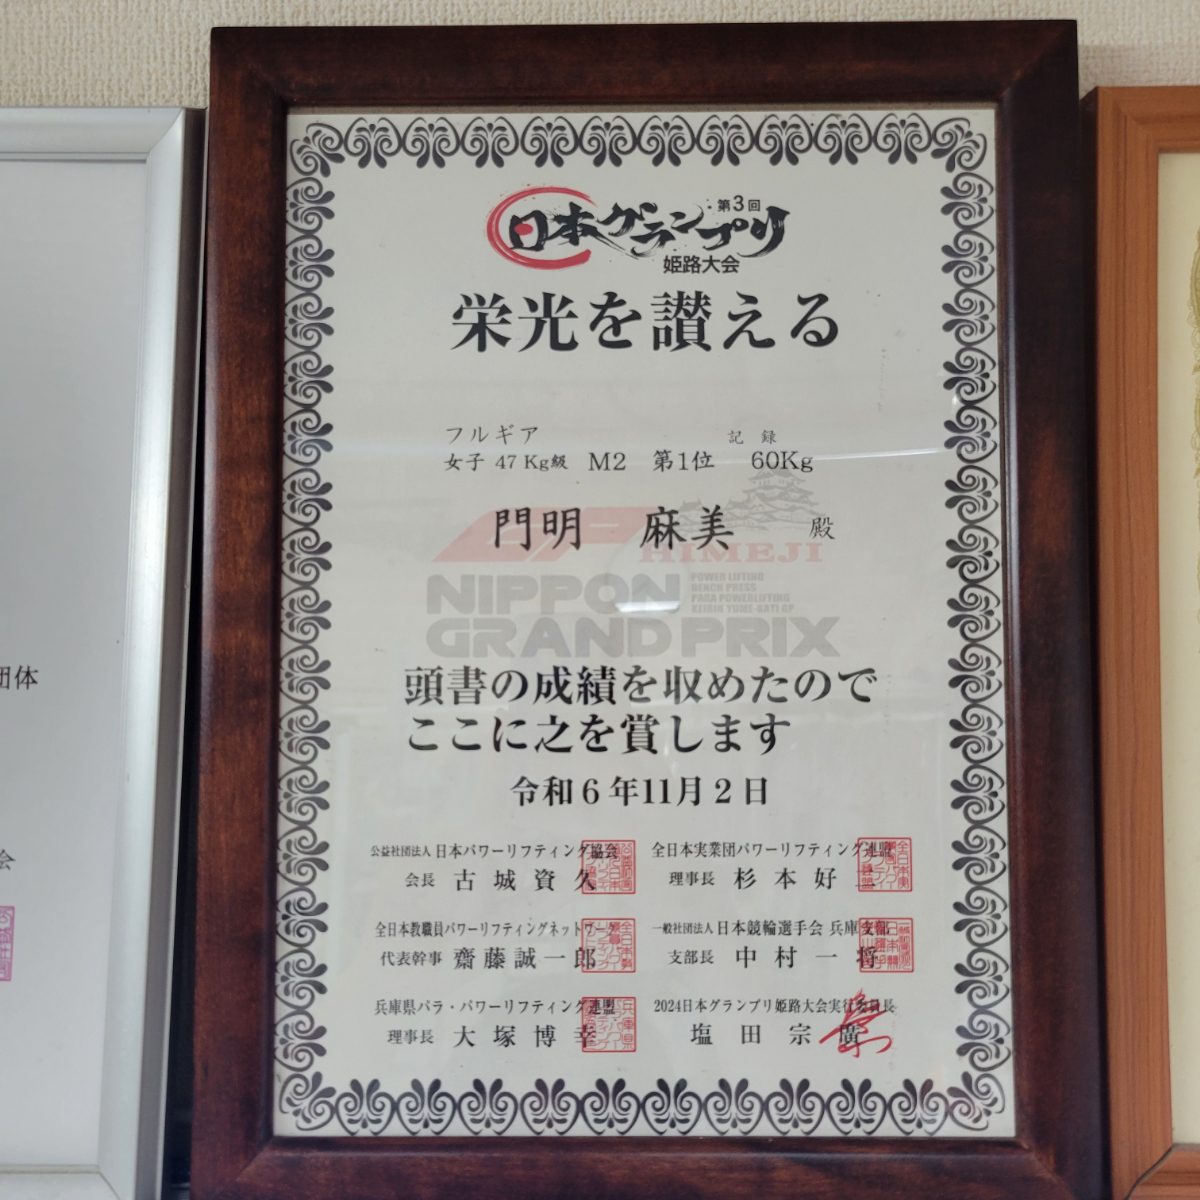 第3回
日本グランプリ
姫路大会
栄光を讃える
フルギア 記録
女子 47Kg級 M2 第1位 60Kg
門明 麻美 殿
HIMEJI
NIPPON
GRAND PRIX
POWER LIFTING
BENCH PRESS
PARA POWERLIFTING
KEIRIN YUME-KATI GP
頭書の成績を収めたので
ここに之を賞します
令和6年11月2日
公益社団法人 日本パワーリフティング協会
会長 古城資久
全日本実業団パワーリフティング連盟
理事長 杉本好二
全日本教職員パワーリフティングネットワーク
代表幹事 齋藤誠一郎
一般社団法人 日本競輪選手会 兵庫支部
支部長 中村一将
兵庫県パラ・パワーリフティング連盟
理事長 大塚博幸
2024日本グランプリ姫路大会実行委員長
塩田宗廣
団体
会